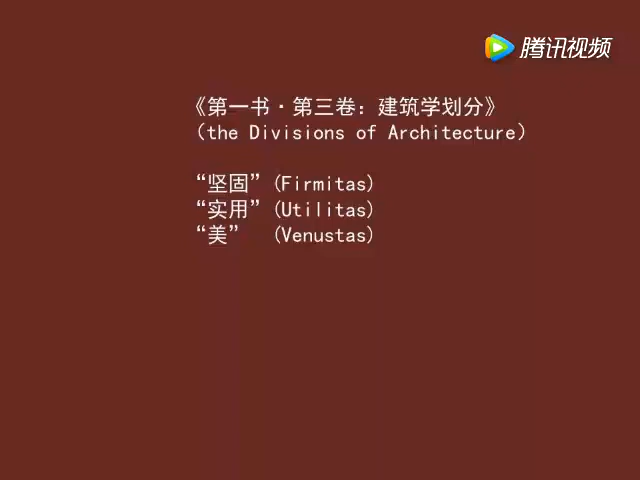 腾讯视频
《第一书·第三卷：建筑学划分》
（the Divisions of Architecture）
“坚固”(Firmitas)
“实用”(Utilitas)
“美” (Venustas)